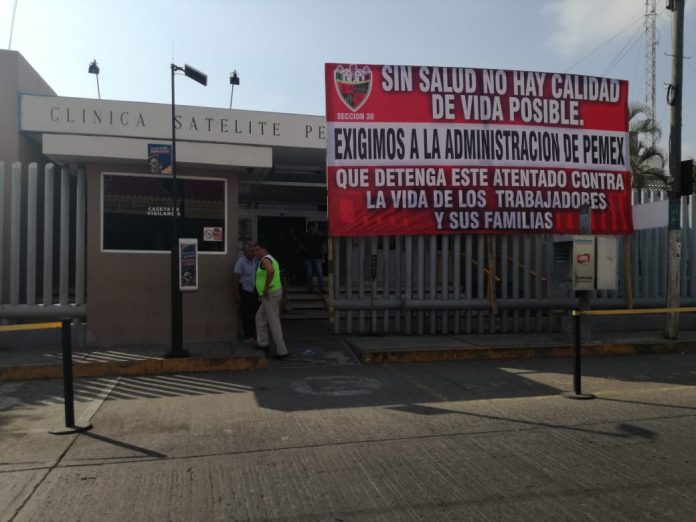 CLINICA SATELITE PE
SECCION 30
SIN SALUD NO HAY CALIDAD
DE VIDA POSIBLE.
EXIGIMOS A LA ADMINISTRACION DE PEMEX
QUE DETENGA ESTE ATENTADO CONTRA
LA VIDA DE LOS TRABAJADORES
Y SUS FAMILIAS
CASETA DE
VIGILANCIA